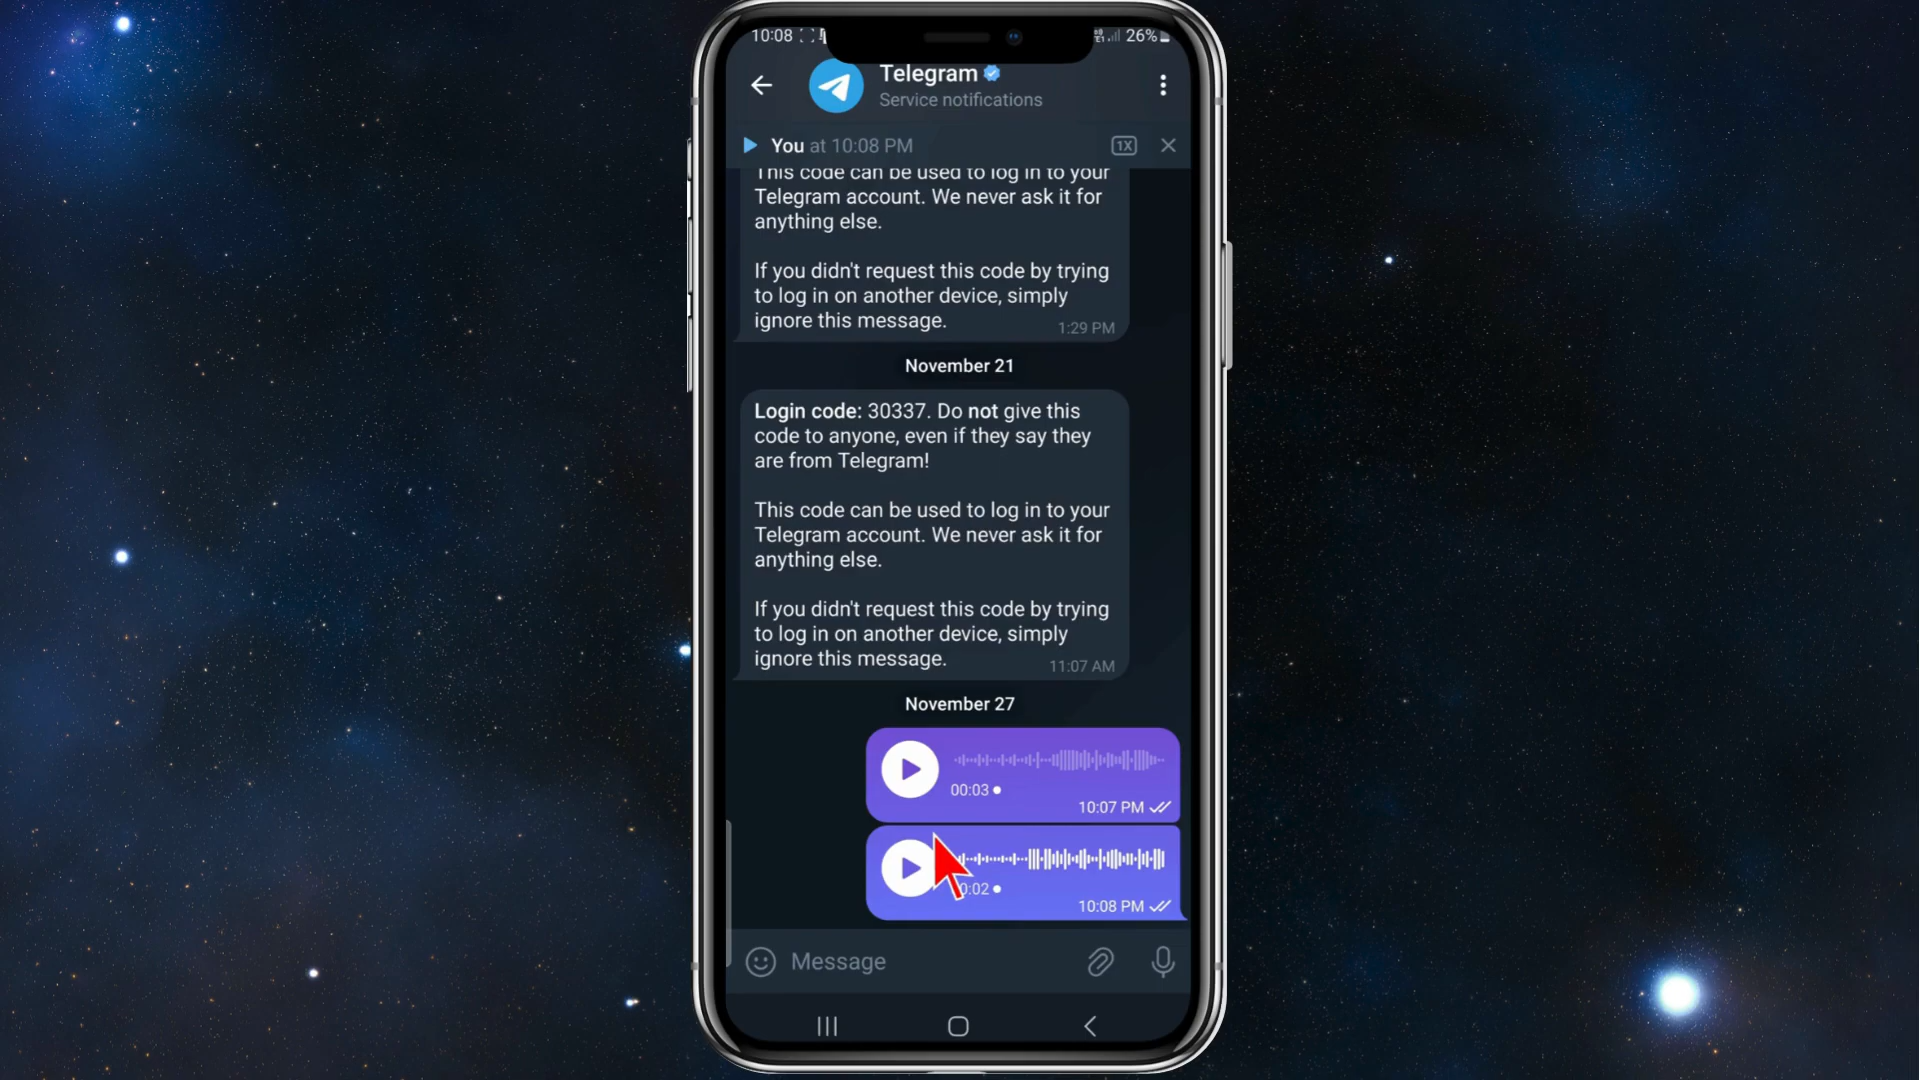 10:08
26%
Telegram
Service notifications
You at 10:08 PM
1X
This code can be used to log in to your
Telegram account. We never ask it for
anything else.
If you didn't request this code by trying
to log in on another device, simply
ignore this message.
1:29 PM
November 21
Login code: 30337. Do not give this
code to anyone, even if they say they
are from Telegram!
This code can be used to log in to your
Telegram account. We never ask it for
anything else.
If you didn't request this code by trying
to log in on another device, simply
ignore this message.
11:07 AM
November 27
00:03
10:07 PM
0:02
10:08 PM
Message